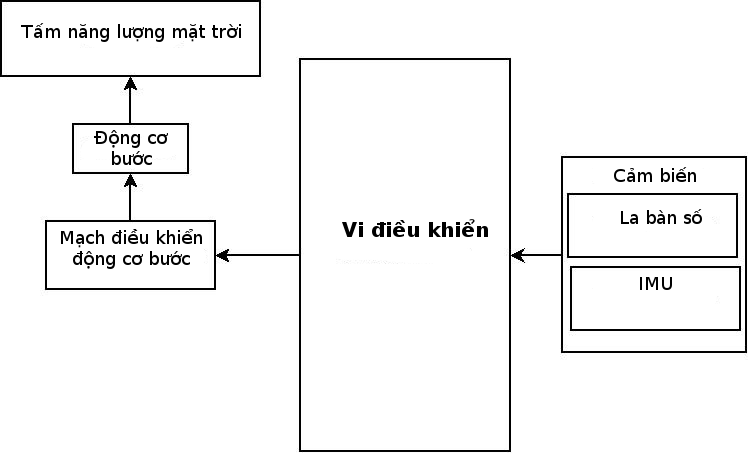 Tấm năng lượng mặt trời
Động cơ
bước
Mạch điều khiển
động cơ bước
Vi điều khiển
Cảm biến
La bàn số
IMU